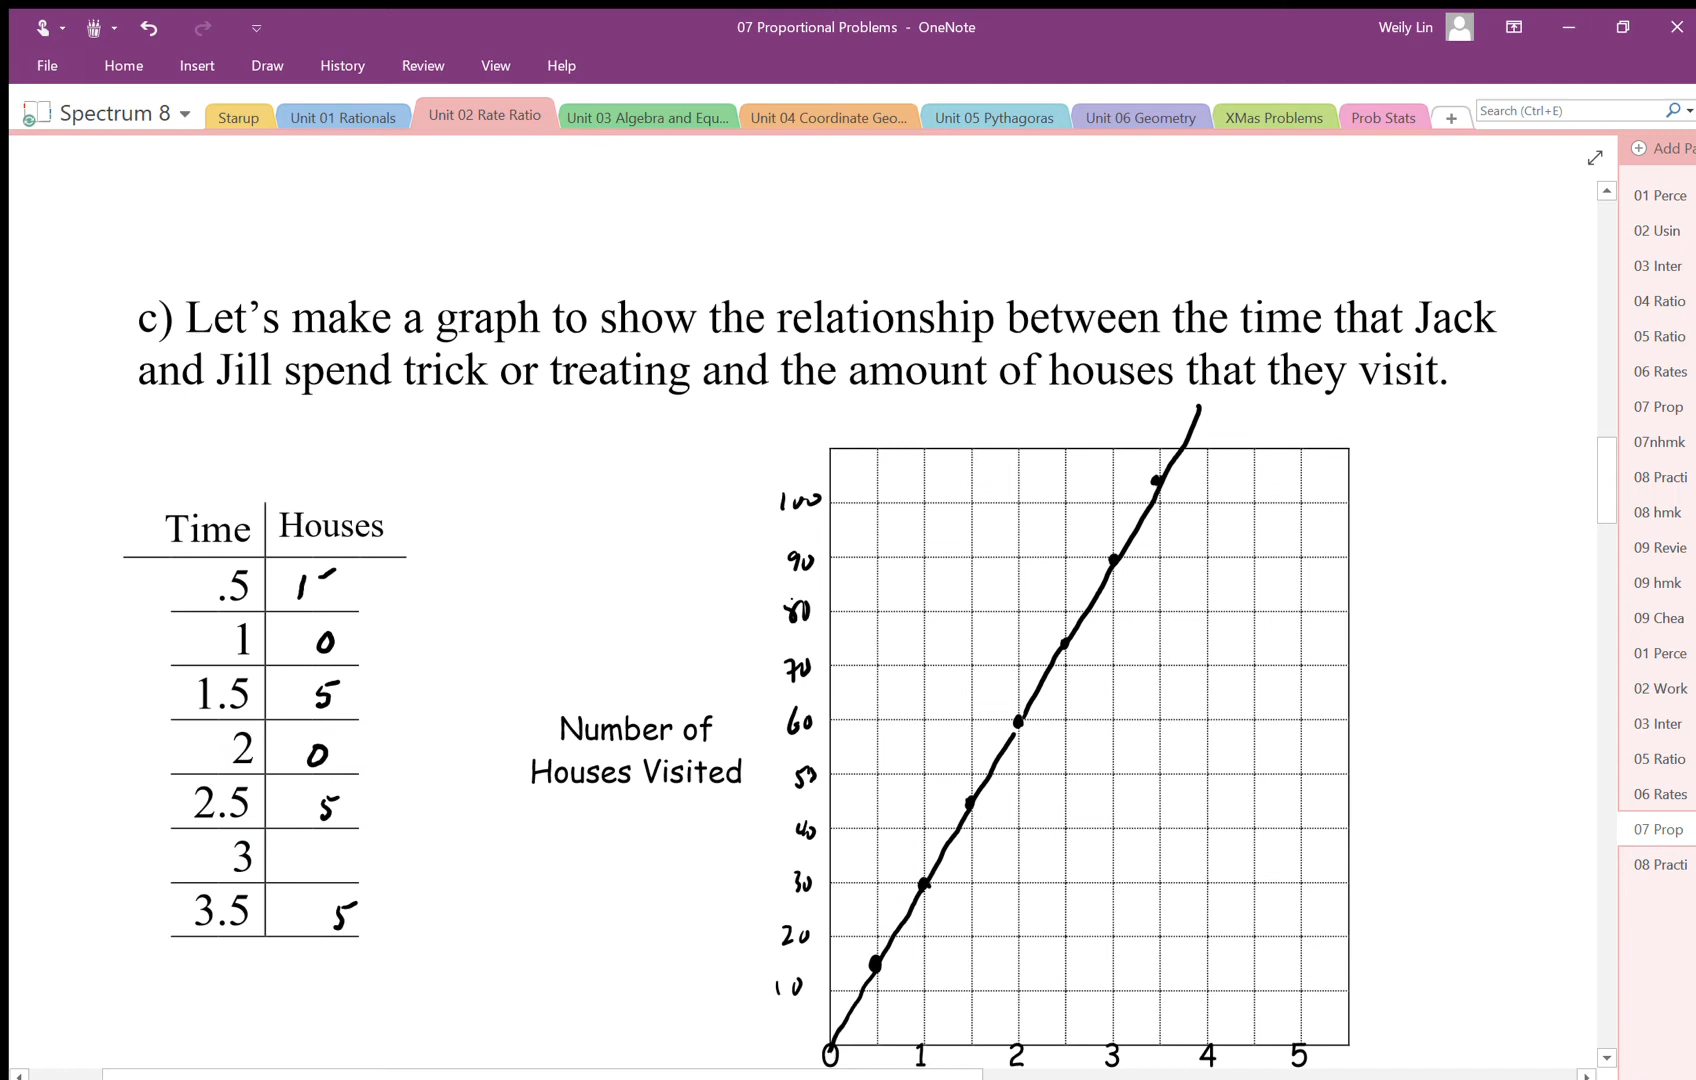 07 Proportional Problems - OneNote
Weily Lin
File Home Insert Draw History Review View Help
Spectrum 8
Starup
Unit 01 Rationals
Unit 02 Rate Ratio
Unit 03 Algebra and Equ...
Unit 04 Coordinate Geo...
Unit 05 Pythagoras
Unit 06 Geometry
XMas Problems
Prob Stats
+
Search (Ctrl+E)
Add Pa
01 Perce
02 Usin
03 Inter
04 Ratio
05 Ratio
06 Rates
07 Prop
07nhmk
08 Practi
08 hmk
09 Revie
09 hmk
09 Chea
01 Perce
02 Work
03 Inter
05 Ratio
06 Rates
07 Prop
08 Practi
c) Let's make a graph to show the relationship between the time that Jack
and Jill spend trick or treating and the amount of houses that they visit.
Time Houses
.5 1
1 0
1.5 5
2 0
2.5 5
3
3.5 5
Number of
Houses Visited
100
90
80
70
60
50
40
30
20
10
0 1 2 3 4 5